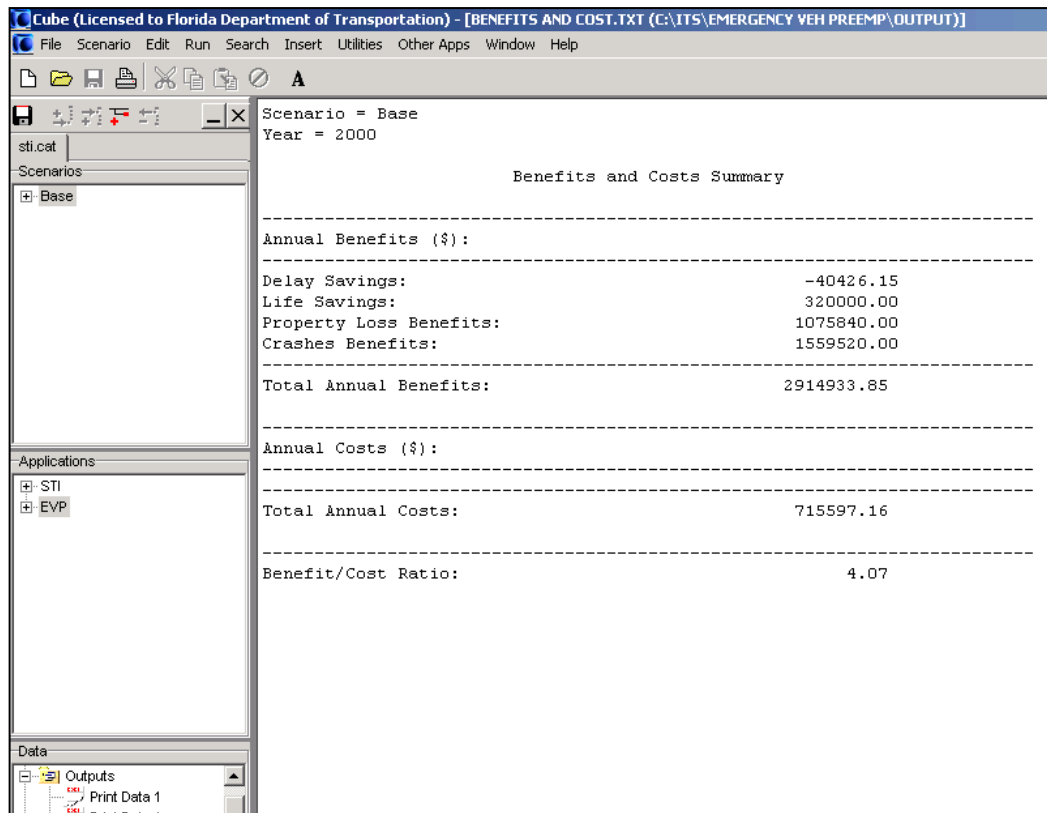 Cube (Licensed to Florida Department of Transportation) - [BENEFITS AND COST.TXT (C:\ITS\EMERGENCY VEH PREEMP\OUTPUT)]
File Scenario Edit Run Search Insert Utilities Other Apps Window Help
A
sti.cat
Scenarios
Base
Applications
STI
EVP
Data
Outputs
Print Data 1
Scenario = Base
Year = 2000
Benefits and Costs Summary
--------------------------------------------------------------------------
Annual Benefits ($):
--------------------------------------------------------------------------
Delay Savings: -40426.15
Life Savings: 320000.00
Property Loss Benefits: 1075840.00
Crashes Benefits: 1559520.00
--------------------------------------------------------------------------
Total Annual Benefits: 2914933.85
--------------------------------------------------------------------------
Annual Costs ($):
--------------------------------------------------------------------------
--------------------------------------------------------------------------
Total Annual Costs: 715597.16
--------------------------------------------------------------------------
Benefit/Cost Ratio: 4.07